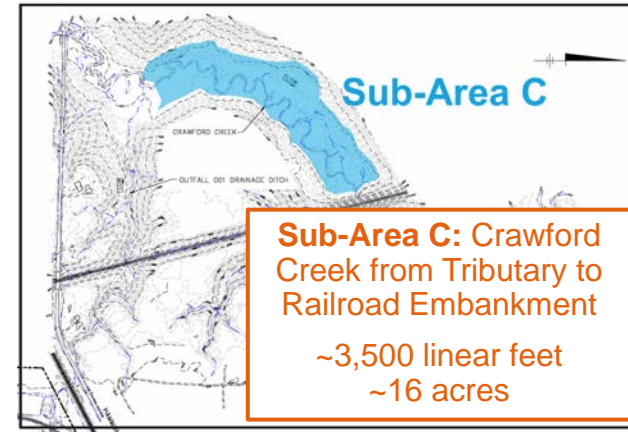 Sub-Area C
CRAWFORD CREEK
OUTFALL 001 DRAINAGE DITCH
Sub-Area C: Crawford
Creek from Tributary to
Railroad Embankment
~3,500 linear feet
~16 acres